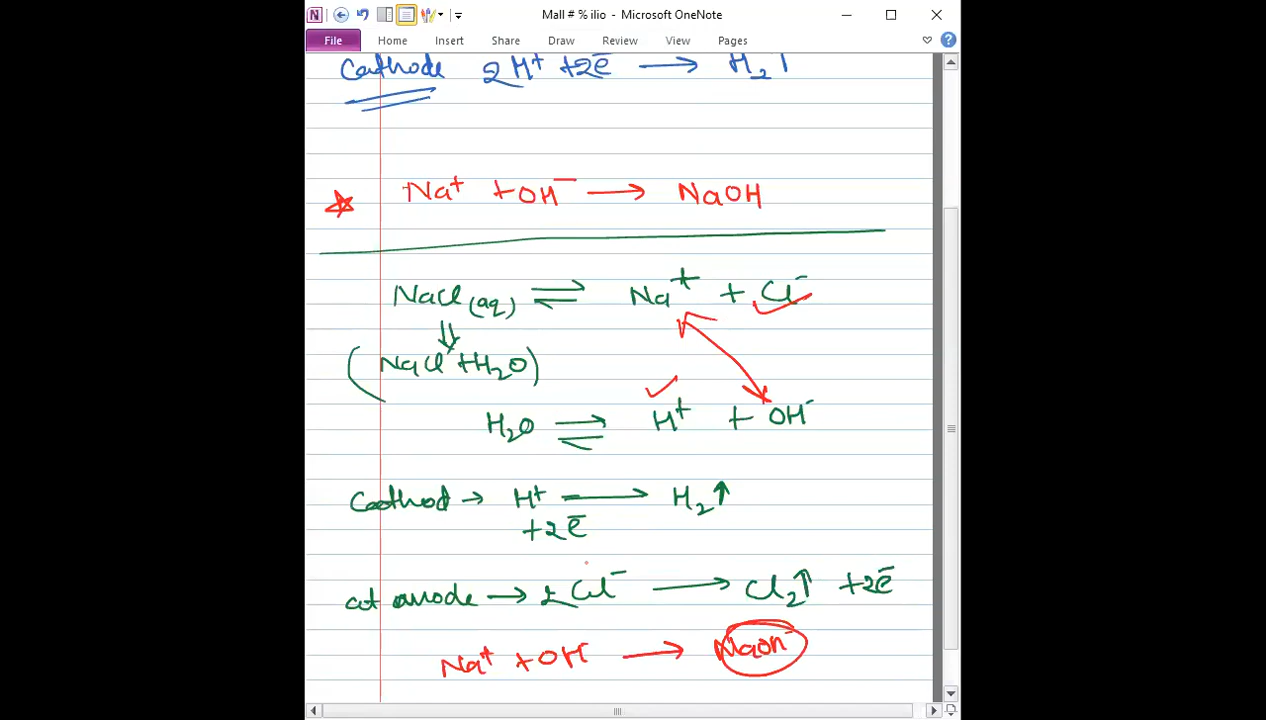 Mall # % ilio - Microsoft OneNote
File Home Insert Share Draw Review View Pages
Cathode 2H⁺ +2e̅ → H₂↑
Na⁺ + OH⁻ → NaOH
NaCl(aq) ⇌ Na⁺ + Cl⁻
(NaCl + H₂O)
H₂O ⇌ H⁺ + OH⁻
Cathod → H⁺ → H₂↑
+2e̅
at anode → 2Cl⁻ → Cl₂↑ +2e̅
Na⁺ + OH⁻ → NaOH